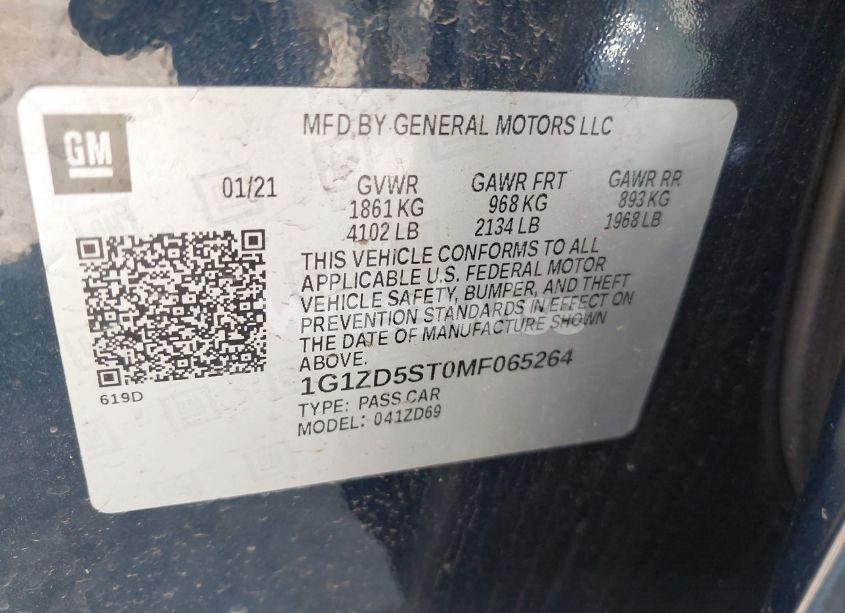 GM
MFD BY GENERAL MOTORS LLC
01/21 GVWR GAWR FRT GAWR RR
1861 KG 968 KG 893 KG
4102 LB 2134 LB 1968 LB
THIS VEHICLE CONFORMS TO ALL
APPLICABLE U.S. FEDERAL MOTOR
VEHICLE SAFETY, BUMPER, AND THEFT
PREVENTION STANDARDS IN EFFECT ON
THE DATE OF MANUFACTURE SHOWN
ABOVE.
1G1ZD5ST0MF065264
619D
TYPE: PASS CAR
MODEL: 041ZD69